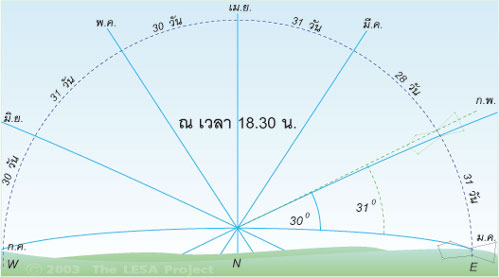 เม.ย.
30 วัน
31 วัน
พ.ค.
มี.ค.
31 วัน
28 วัน
ณ เวลา 18.30 น.
ก.พ.
มิ.ย.
30 วัน
31 วัน
30⁰
31⁰
ก.ค.
ม.ค.
W
N
E
© 2003 The LESA Project